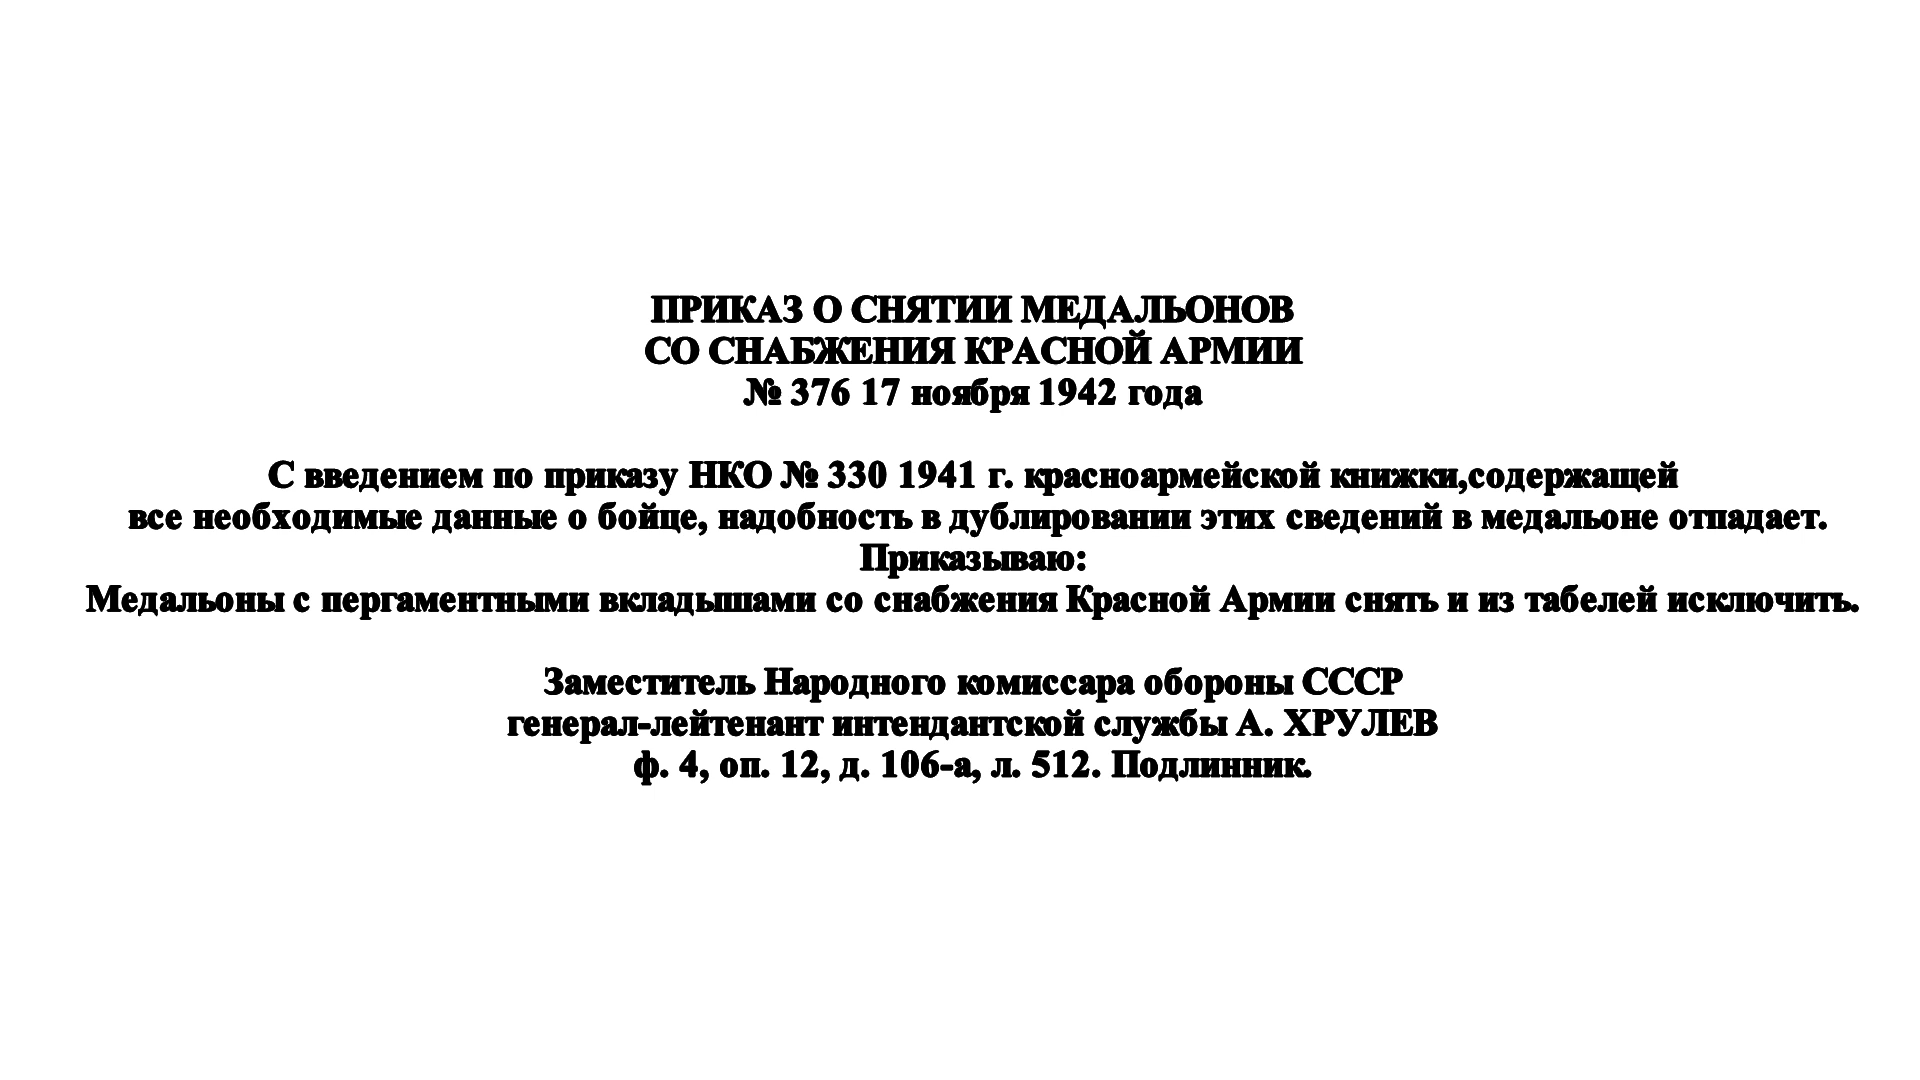 ПРИКАЗ О СНЯТИИ МЕДАЛЬОНОВ
СО СНАБЖЕНИЯ КРАСНОЙ АРМИИ
№ 376 17 ноября 1942 года
С введением по приказу НКО № 330 1941 г. красноармейской книжки,содержащей
все необходимые данные о бойце, надобность в дублировании этих сведений в медальоне отпадает.
Приказываю:
Медальоны с пергаментными вкладышами со снабжения Красной Армии снять и из табелей исключить.
Заместитель Народного комиссара обороны СССР
генерал-лейтенант интендантской службы А. ХРУЛЕВ
ф. 4, оп. 12, д. 106-а, л. 512. Подлинник.